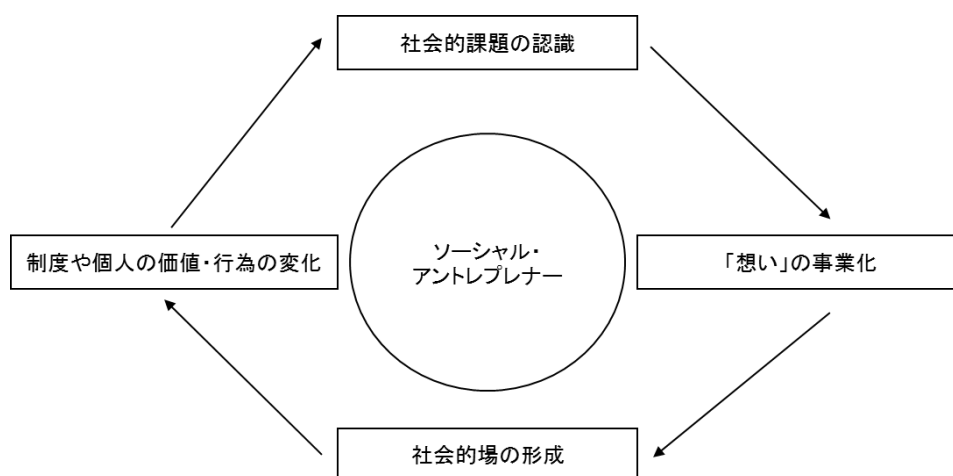 社会的課題の認識
ソーシャル・
アントレプレナー
制度や個人の価値・行為の変化
「想い」の事業化
社会的場の形成